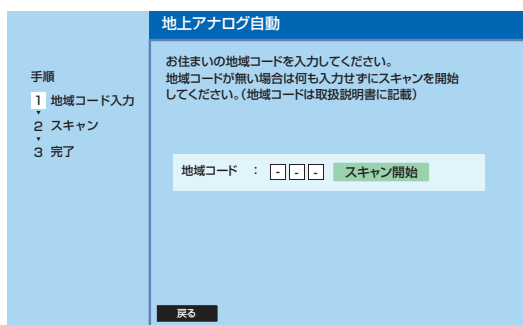 地上アナログ自動
お住まいの地域コードを入力してください。
地域コードが無い場合は何も入力せずにスキャンを開始
してください。(地域コードは取扱説明書に記載)
手順
1 地域コード入力
2 スキャン
3 完了
地域コード : - - - スキャン開始
戻る